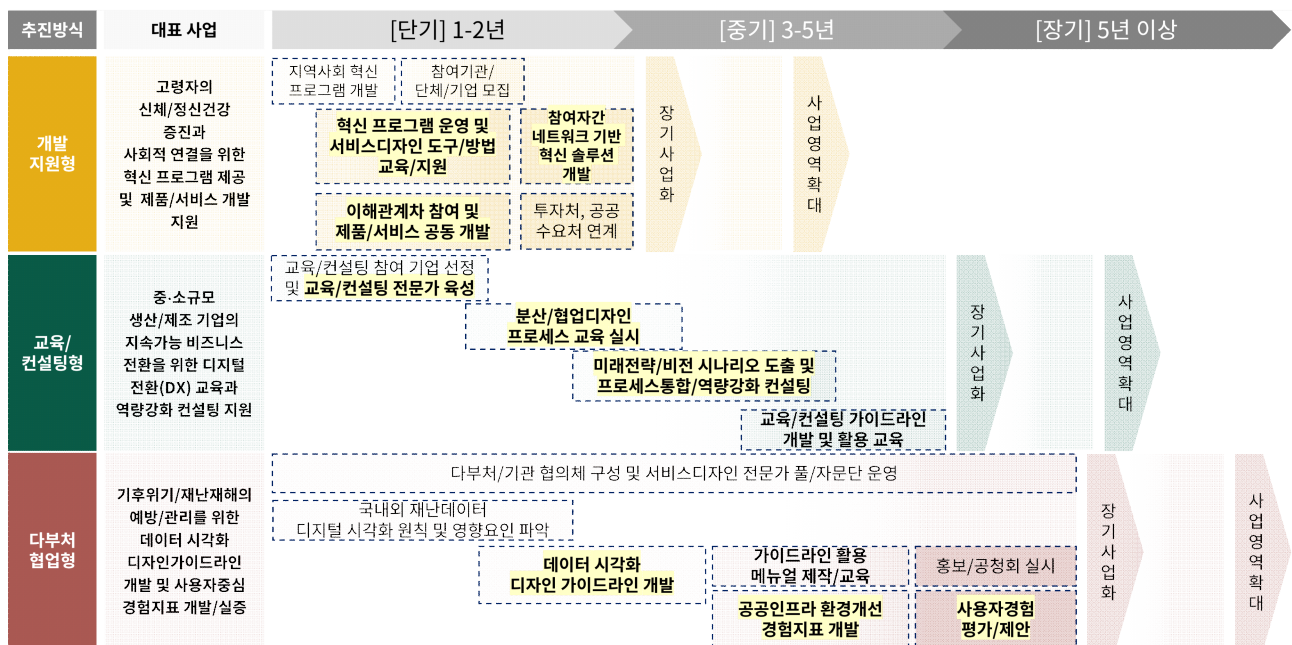 추진방식
대표 사업
[단기] 1-2년
[중기] 3-5년
[장기] 5년 이상
개발
지원형
고령자의
신체/정신건강
증진과
사회적 연결을 위한
혁신 프로그램 제공
및 제품/서비스 개발
지원
지역사회 혁신
프로그램 개발
참여기관/
단체/기업 모집
혁신 프로그램 운영 및
서비스디자인 도구/방법
교육/지원
참여자간
네트워크 기반
혁신 솔루션
개발
이해관계차 참여 및
제품/서비스 공동 개발
투자처, 공공
수요처 연계
장기사업화
사업영역확대
교육/
컨설팅형
중·소규모
생산/제조 기업의
지속가능 비즈니스
전환을 위한 디지털
전환(DX) 교육과
역량강화 컨설팅 지원
교육/컨설팅 참여 기업 선정
및 교육/컨설팅 전문가 육성
분산/협업디자인
프로세스 교육 실시
미래전략/비전 시나리오 도출 및
프로세스통합/역량강화 컨설팅
교육/컨설팅 가이드라인
개발 및 활용 교육
장기사업화
사업영역확대
다부처
협업형
기후위기/재난재해의
예방/관리를 위한
데이터 시각화
디자인가이드라인
개발 및 사용자중심
경험지표 개발/실증
다부처/기관 협의체 구성 및 서비스디자인 전문가 풀/자문단 운영
국내외 재난데이터
디지털 시각화 원칙 및 영향요인 파악
데이터 시각화
디자인 가이드라인 개발
가이드라인 활용
메뉴얼 제작/교육
홍보/공청회 실시
공공인프라 환경개선
경험지표 개발
사용자경험
평가/제안
장기사업화
사업영역확대